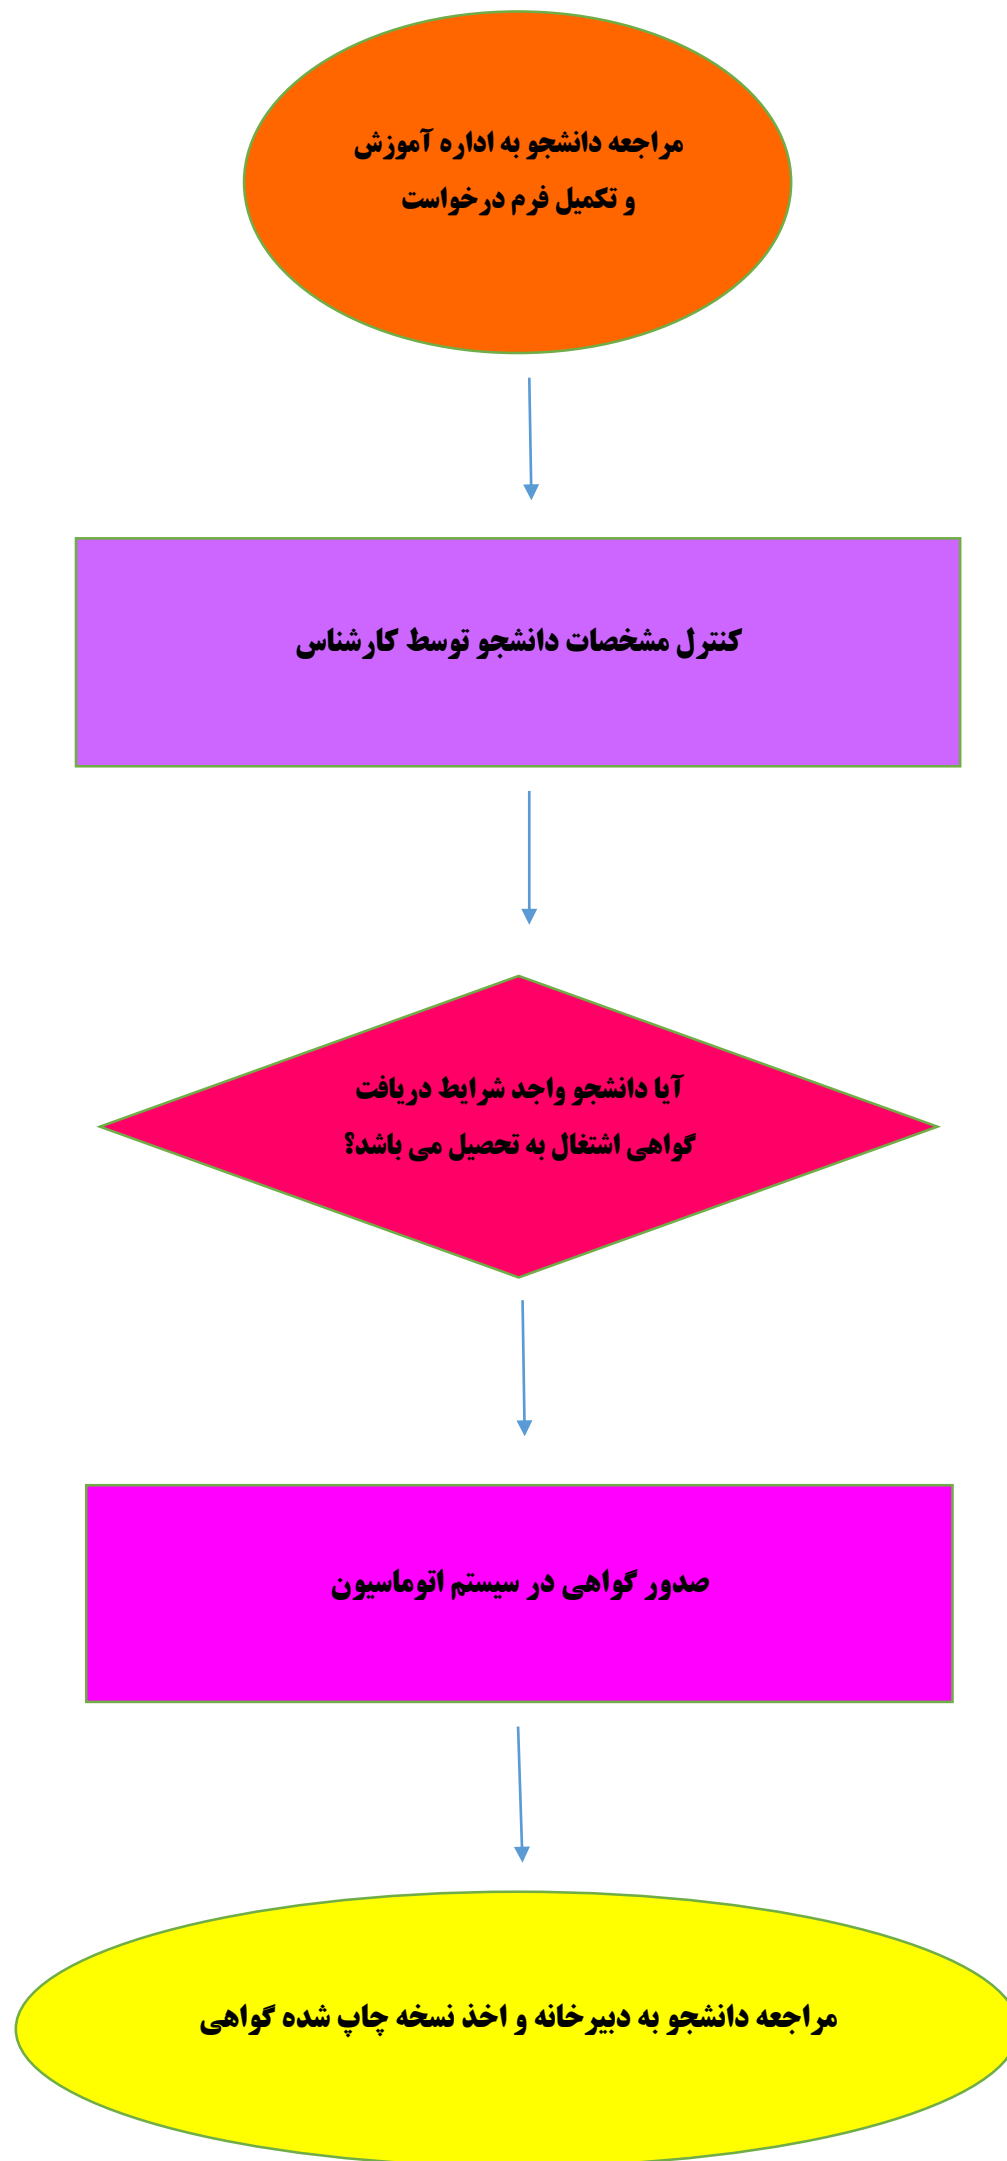 مراجعه دانشجو به اداره آموزش
و تکمیل فرم درخواست
کنترل مشخصات دانشجو توسط کارشناس
آیا دانشجو واجد شرایط دریافت
گواهی اشتغال به تحصیل می باشد؟
صدور گواهی در سیستم اتوماسیون
مراجعه دانشجو به دبیرخانه و اخذ نسخه چاپ شده گواهی